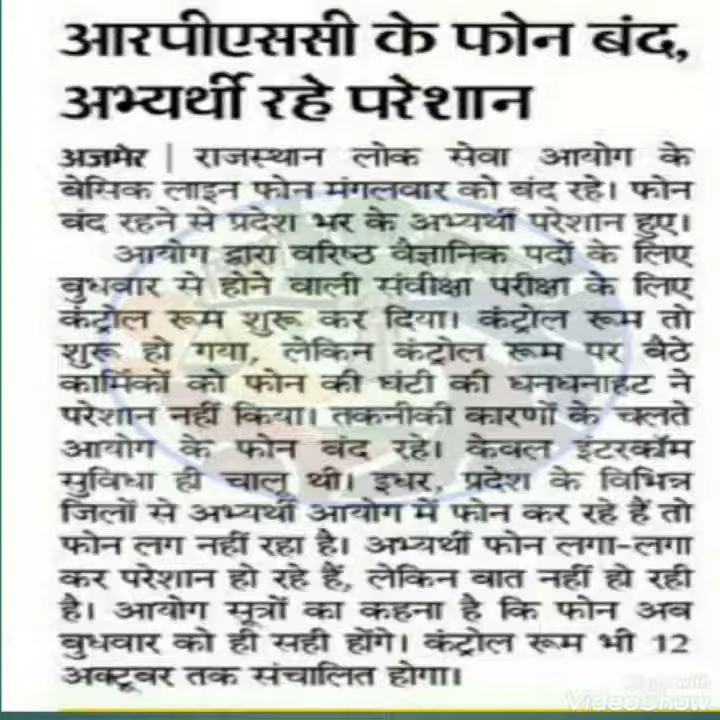 आरपीएससी के फोन बंद,
अभ्यर्थी रहे परेशान
अजमेर | राजस्थान लोक सेवा आयोग के
बेसिक लाइन फोन मंगलवार को बंद रहे। फोन
बंद रहने से प्रदेश भर के अभ्यर्थी परेशान हुए।
आयोग द्वारा वरिष्ठ वैज्ञानिक पदों के लिए
बुधवार से होने वाली संवीक्षा परीक्षा के लिए
कंट्रोल रूम शुरू कर दिया। कंट्रोल रूम तो
शुरू हो गया, लेकिन कंट्रोल रूम पर बैठे
कार्मिकों को फोन की घंटी की घनघनाहट ने
परेशान नहीं किया। तकनीकी कारणों के चलते
आयोग के फोन बंद रहे। केवल इंटरकॉम
सुविधा ही चालू थी। इधर, प्रदेश के विभिन्न
जिलों से अभ्यर्थी आयोग में फोन कर रहे हैं तो
फोन लग नहीं रहा है। अभ्यर्थी फोन लगा-लगा
कर परेशान हो रहे हैं, लेकिन बात नहीं हो रही
है। आयोग सूत्रों का कहना है कि फोन अब
बुधवार को ही सही होंगे। कंट्रोल रूम भी 12
अक्टूबर तक संचालित होगा।
VideoShow